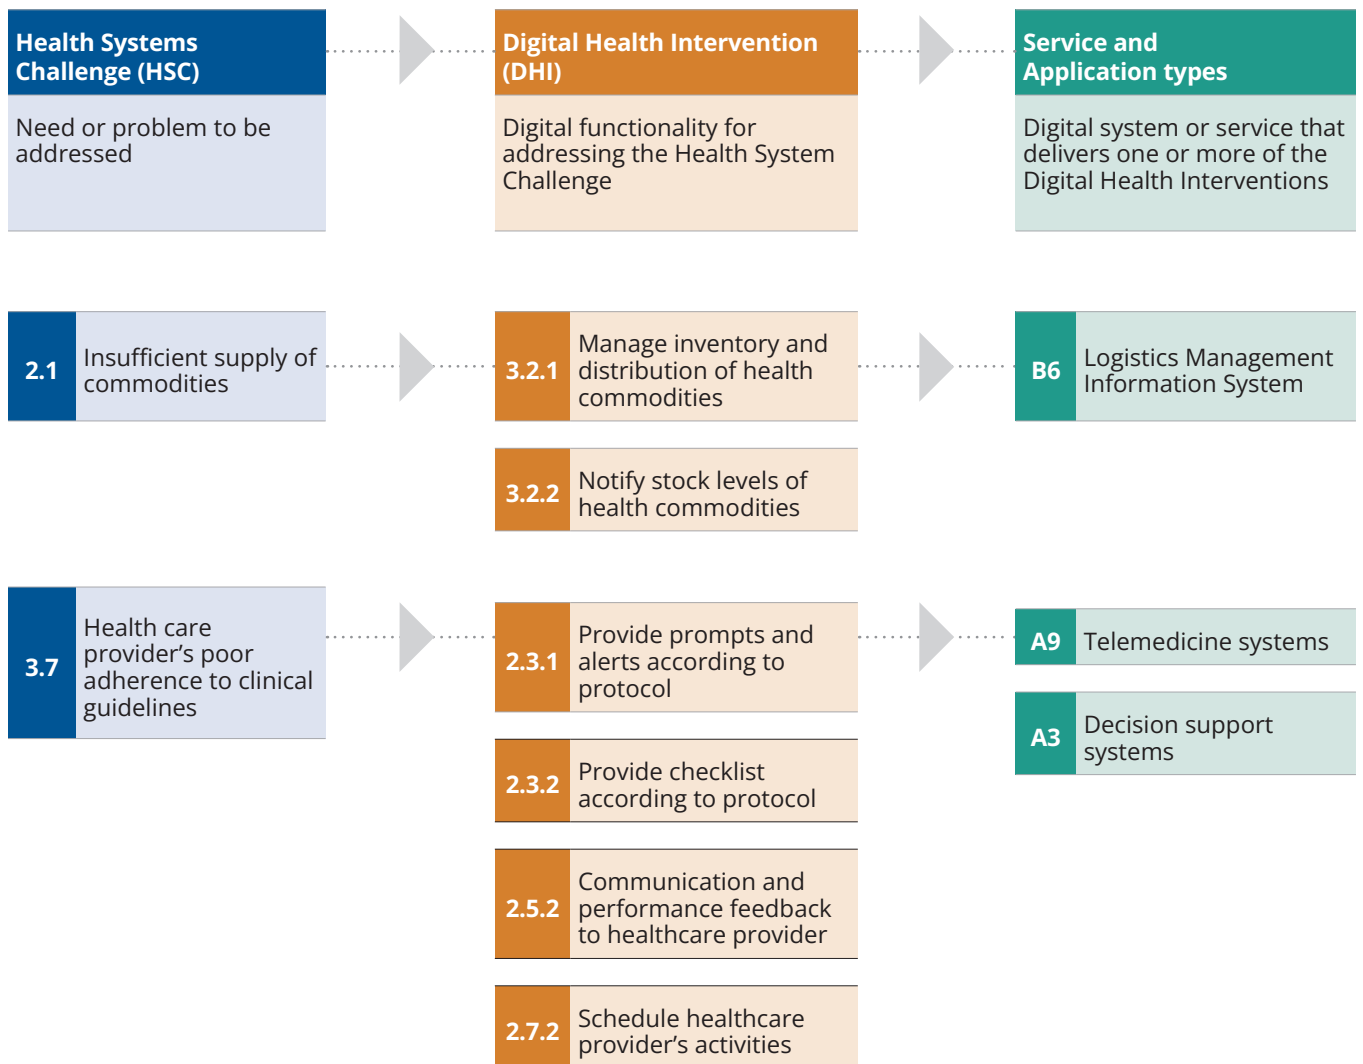 Health Systems
Challenge (HSC)
Need or problem to be
addressed
Digital Health Intervention
(DHI)
Digital functionality for
addressing the Health System
Challenge
Service and
Application types
Digital system or service that
delivers one or more of the
Digital Health Interventions
2.1
Insufficient supply of
commodities
3.2.1
Manage inventory and
distribution of health
commodities
B6
Logistics Management
Information System
3.2.2
Notify stock levels of
health commodities
3.7
Health care
provider’s poor
adherence to clinical
guidelines
2.3.1
Provide prompts and
alerts according to
protocol
A9
Telemedicine systems
A3
Decision support
systems
2.3.2
Provide checklist
according to protocol
2.5.2
Communication and
performance feedback
to healthcare provider
2.7.2
Schedule healthcare
provider’s activities